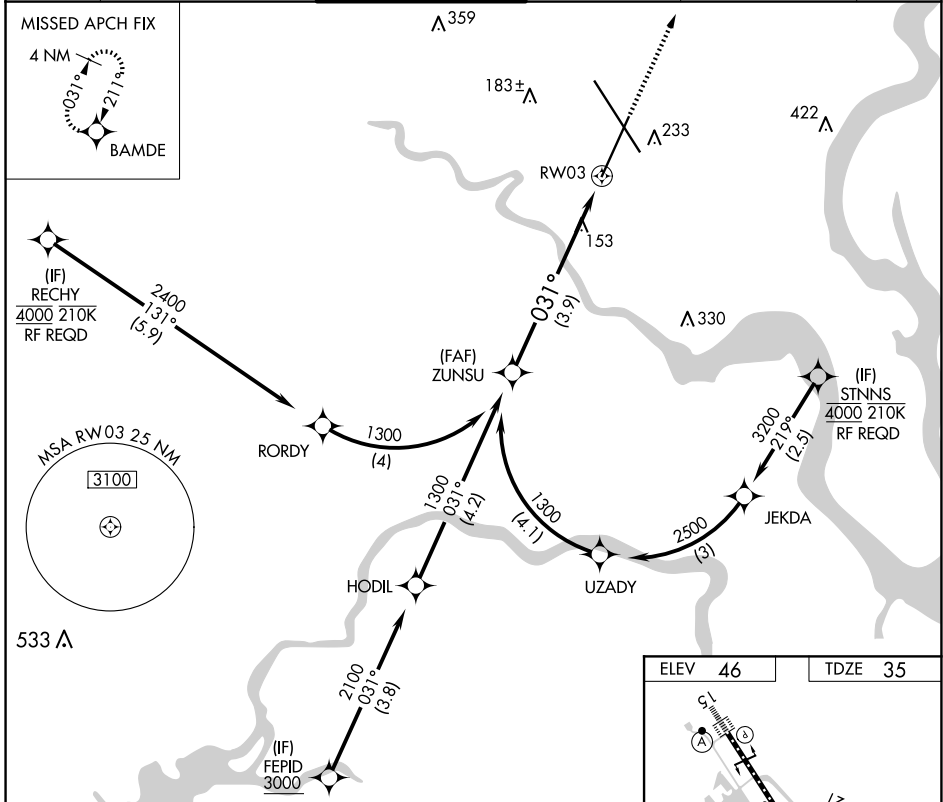 MISSED APCH FIX
4 NM
031°
211°
BAMDE
359
183±
233
422
RW03
153
(IF)
RECHY
4000 210K
RF REQD
2400
131°
(5.9)
031°
(3.9)
330
(FAF)
ZUNSU
(IF)
STNNS
4000 210K
RF REQD
3200
219°
(2.5)
RORDY
1300
(4)
MSA RW03 25 NM
3100
1300
031°
(4.2)
1300
(4.1)
2500
(3)
JEKDA
HODIL
UZADY
533
2100
031°
(3.8)
(IF)
FEPID
3000
ELEV 46
TDZE 35
15
A
P